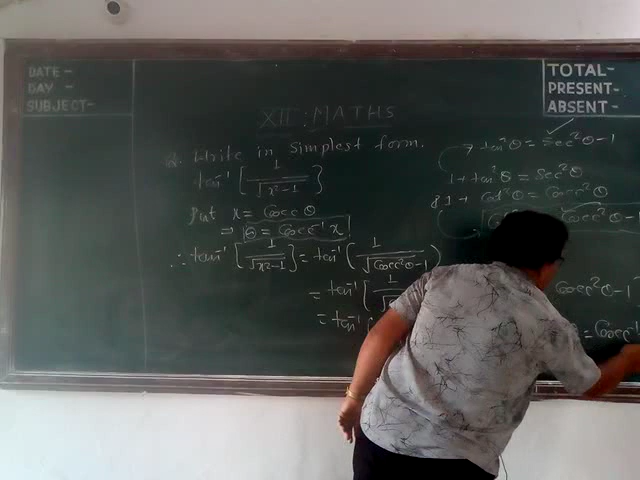 DATE -
DAY -
SUBJECT-
TOTAL-
PRESENT-
ABSENT-
XII : MATHS
Q. Write in Simplest form.
tan⁻¹ [1/√(x²-1)]
Put x = Cosec θ
⇒ θ = Cosec⁻¹ x
∴ tan⁻¹ [1/√(x²-1)] = tan⁻¹ (1/√(Cosec²θ-1))
= tan⁻¹ [1/√
= tan⁻¹
tan²θ = Sec²θ-1
1 + tan²θ = Sec²θ
1 + Cot²θ = Cosec²θ
Cosec²θ-1
Cosec²θ-1
= Cosec⁻¹